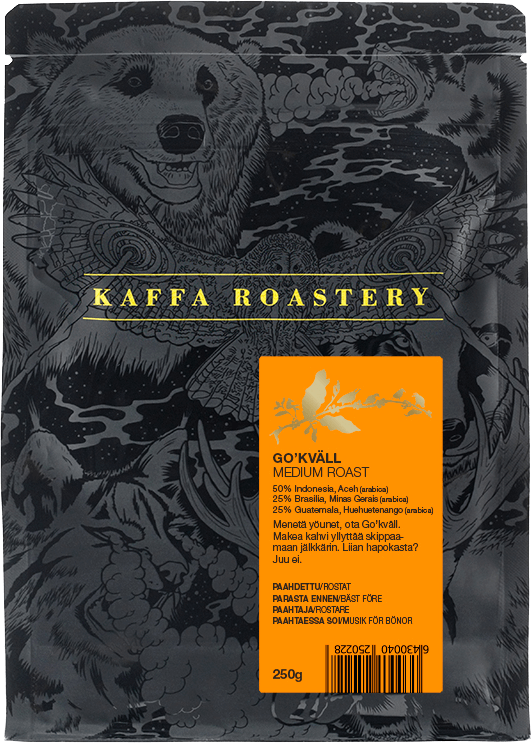 KAFFA ROASTERY
GO'KVÄLL
MEDIUM ROAST
50% Indonesia, Aceh (arabica)
25% Brasilia, Minas Gerais (arabica)
25% Guatemala, Huehuetenango (arabica)
Menetä yöunet, ota Go'kväll.
Makea kahvi yllyttää skippaa-
maan jälkkärin. Liian hapokasta?
Juu ei.
PAAHDETTU/ROSTAT
PARASTA ENNEN/BÄST FÖRE
PAAHTAJA/ROSTARE
PAAHTAESSA SOI/MUSIK FÖR BÖNOR
6 430040 250228
250g